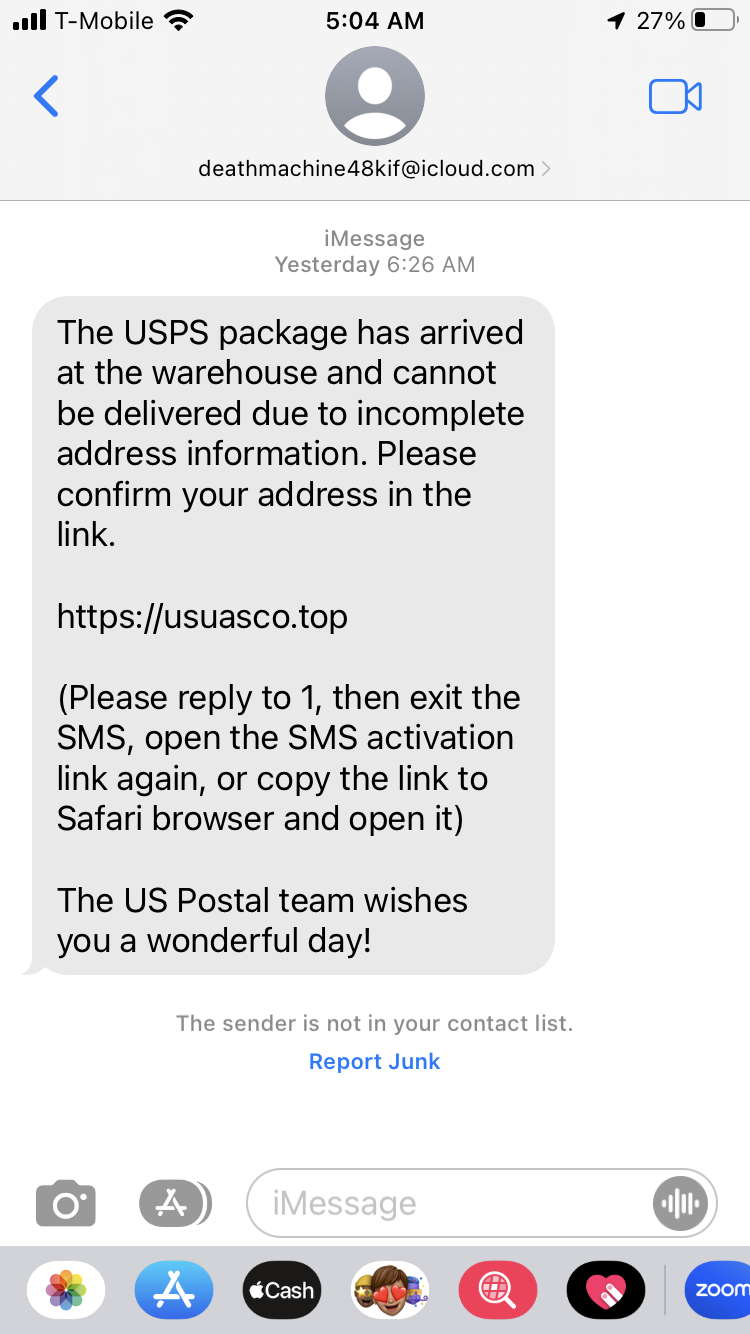 T-Mobile 5:04 AM 27%
deathmachine48kif@icloud.com
iMessage
Yesterday 6:26 AM
The USPS package has arrived
at the warehouse and cannot
be delivered due to incomplete
address information. Please
confirm your address in the
link.
https://usuasco.top
(Please reply to 1, then exit the
SMS, open the SMS activation
link again, or copy the link to
Safari browser and open it)
The US Postal team wishes
you a wonderful day!
The sender is not in your contact list.
Report Junk
iMessage
Cash zoom